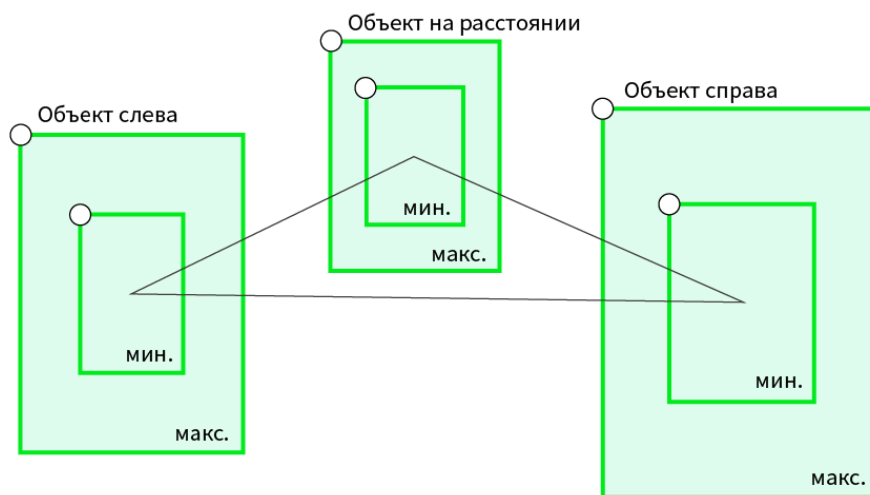 Объект на расстоянии
Объект справа
Объект слева
мин.
макс.
мин.
макс.
мин.
макс.